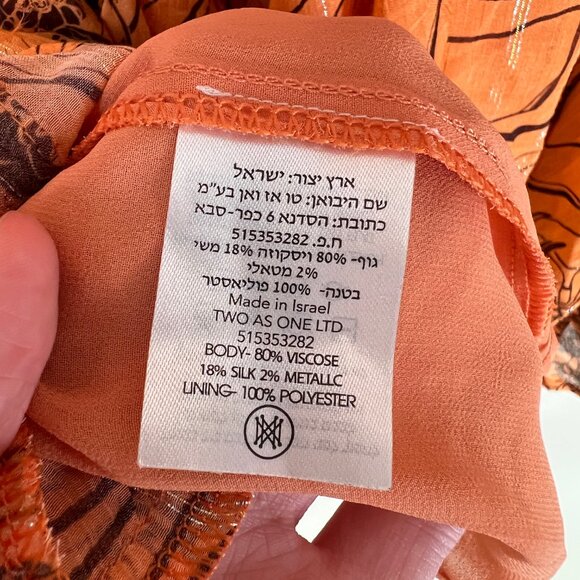 ארץ יצור: ישראל
שם היבואן: טו אז וואן בע"מ
כתובת: הסדנא 6 כפר-סבא
ח.פ. 515353282
גוף- 80% ויסקוזה 18% משי
2% מטאלי
בטנה- 100% פוליאסטר
Made in Israel
TWO AS ONE LTD
515353282
BODY- 80% VISCOSE
18% SILK 2% METALLC
LINING- 100% POLYESTER